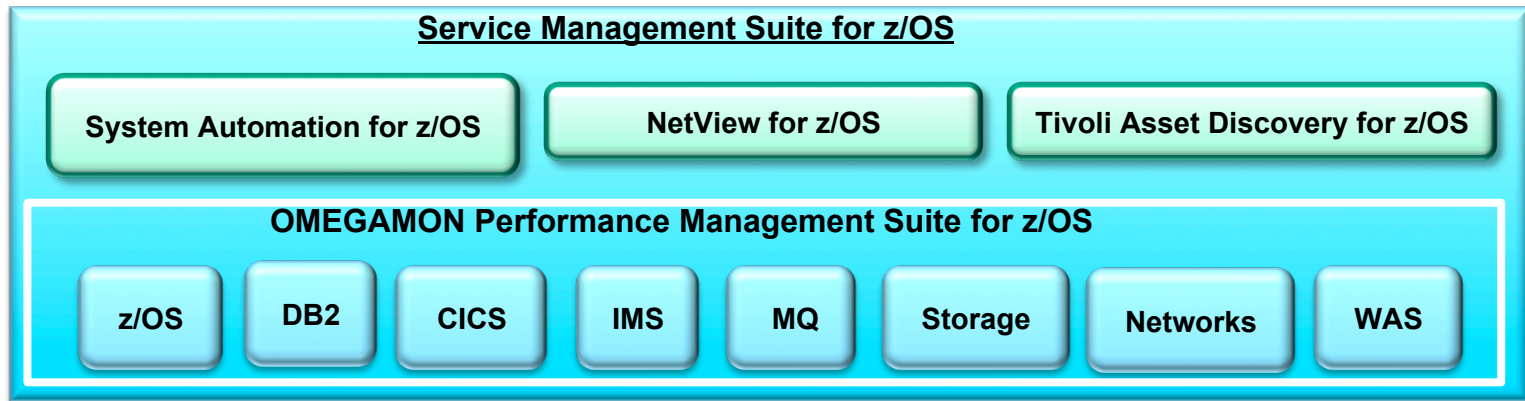 Service Management Suite for z/OS
System Automation for z/OS
NetView for z/OS
Tivoli Asset Discovery for z/OS
OMEGAMON Performance Management Suite for z/OS
z/OS
DB2
CICS
IMS
MQ
Storage
Networks
WAS